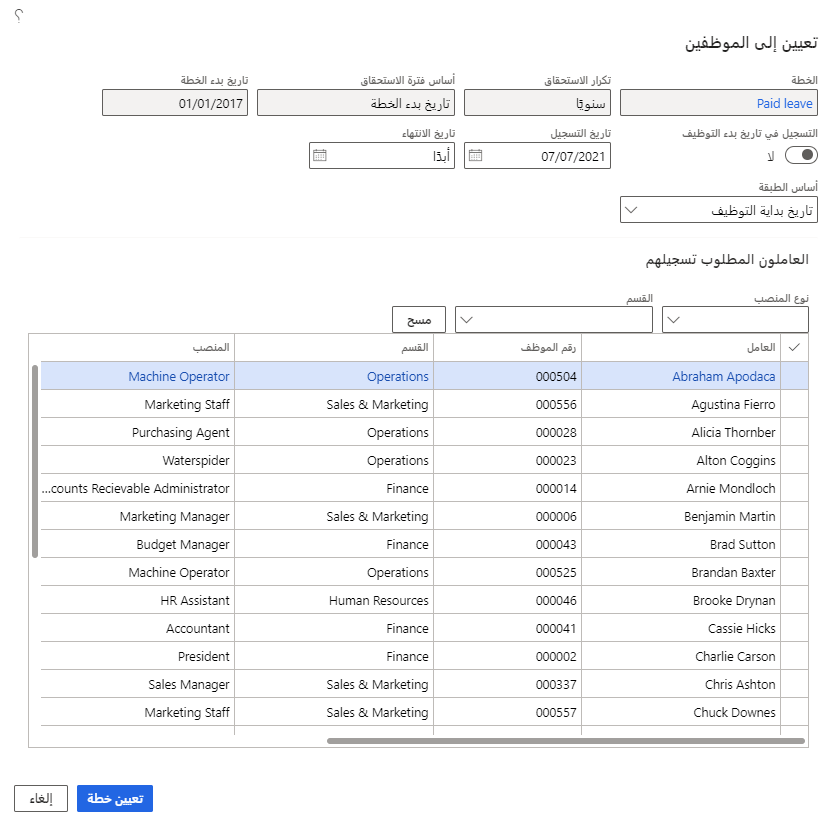 ؟
تعيين إلى الموظفين
الخطة تكرار الاستحقاق أساس فترة الاستحقاق تاريخ بدء الخطة
Paid leave سنويًا تاريخ بدء الخطة 01/01/2017
التسجيل في تاريخ بدء التوظيف تاريخ التسجيل تاريخ الانتهاء
لا 07/07/2021 أبدًا
أساس الطبقة
تاريخ بداية التوظيف
العاملون المطلوب تسجيلهم
نوع المنصب القسم
مسح
العامل رقم الموظف القسم المنصب
Abraham Apodaca 000504 Operations Machine Operator
Agustina Fierro 000556 Sales & Marketing Marketing Staff
Alicia Thornber 000028 Operations Purchasing Agent
Alton Coggins 000023 Operations Waterspider
Arnie Mondloch 000014 Finance ...counts Recievable Administrator
Benjamin Martin 000006 Sales & Marketing Marketing Manager
Brad Sutton 000043 Finance Budget Manager
Brandan Baxter 000525 Operations Machine Operator
Brooke Drynan 000046 Human Resources HR Assistant
Cassie Hicks 000041 Finance Accountant
Charlie Carson 000002 Finance President
Chris Ashton 000337 Sales & Marketing Sales Manager
Chuck Downes 000557 Sales & Marketing Marketing Staff
تعيين خطة إلغاء